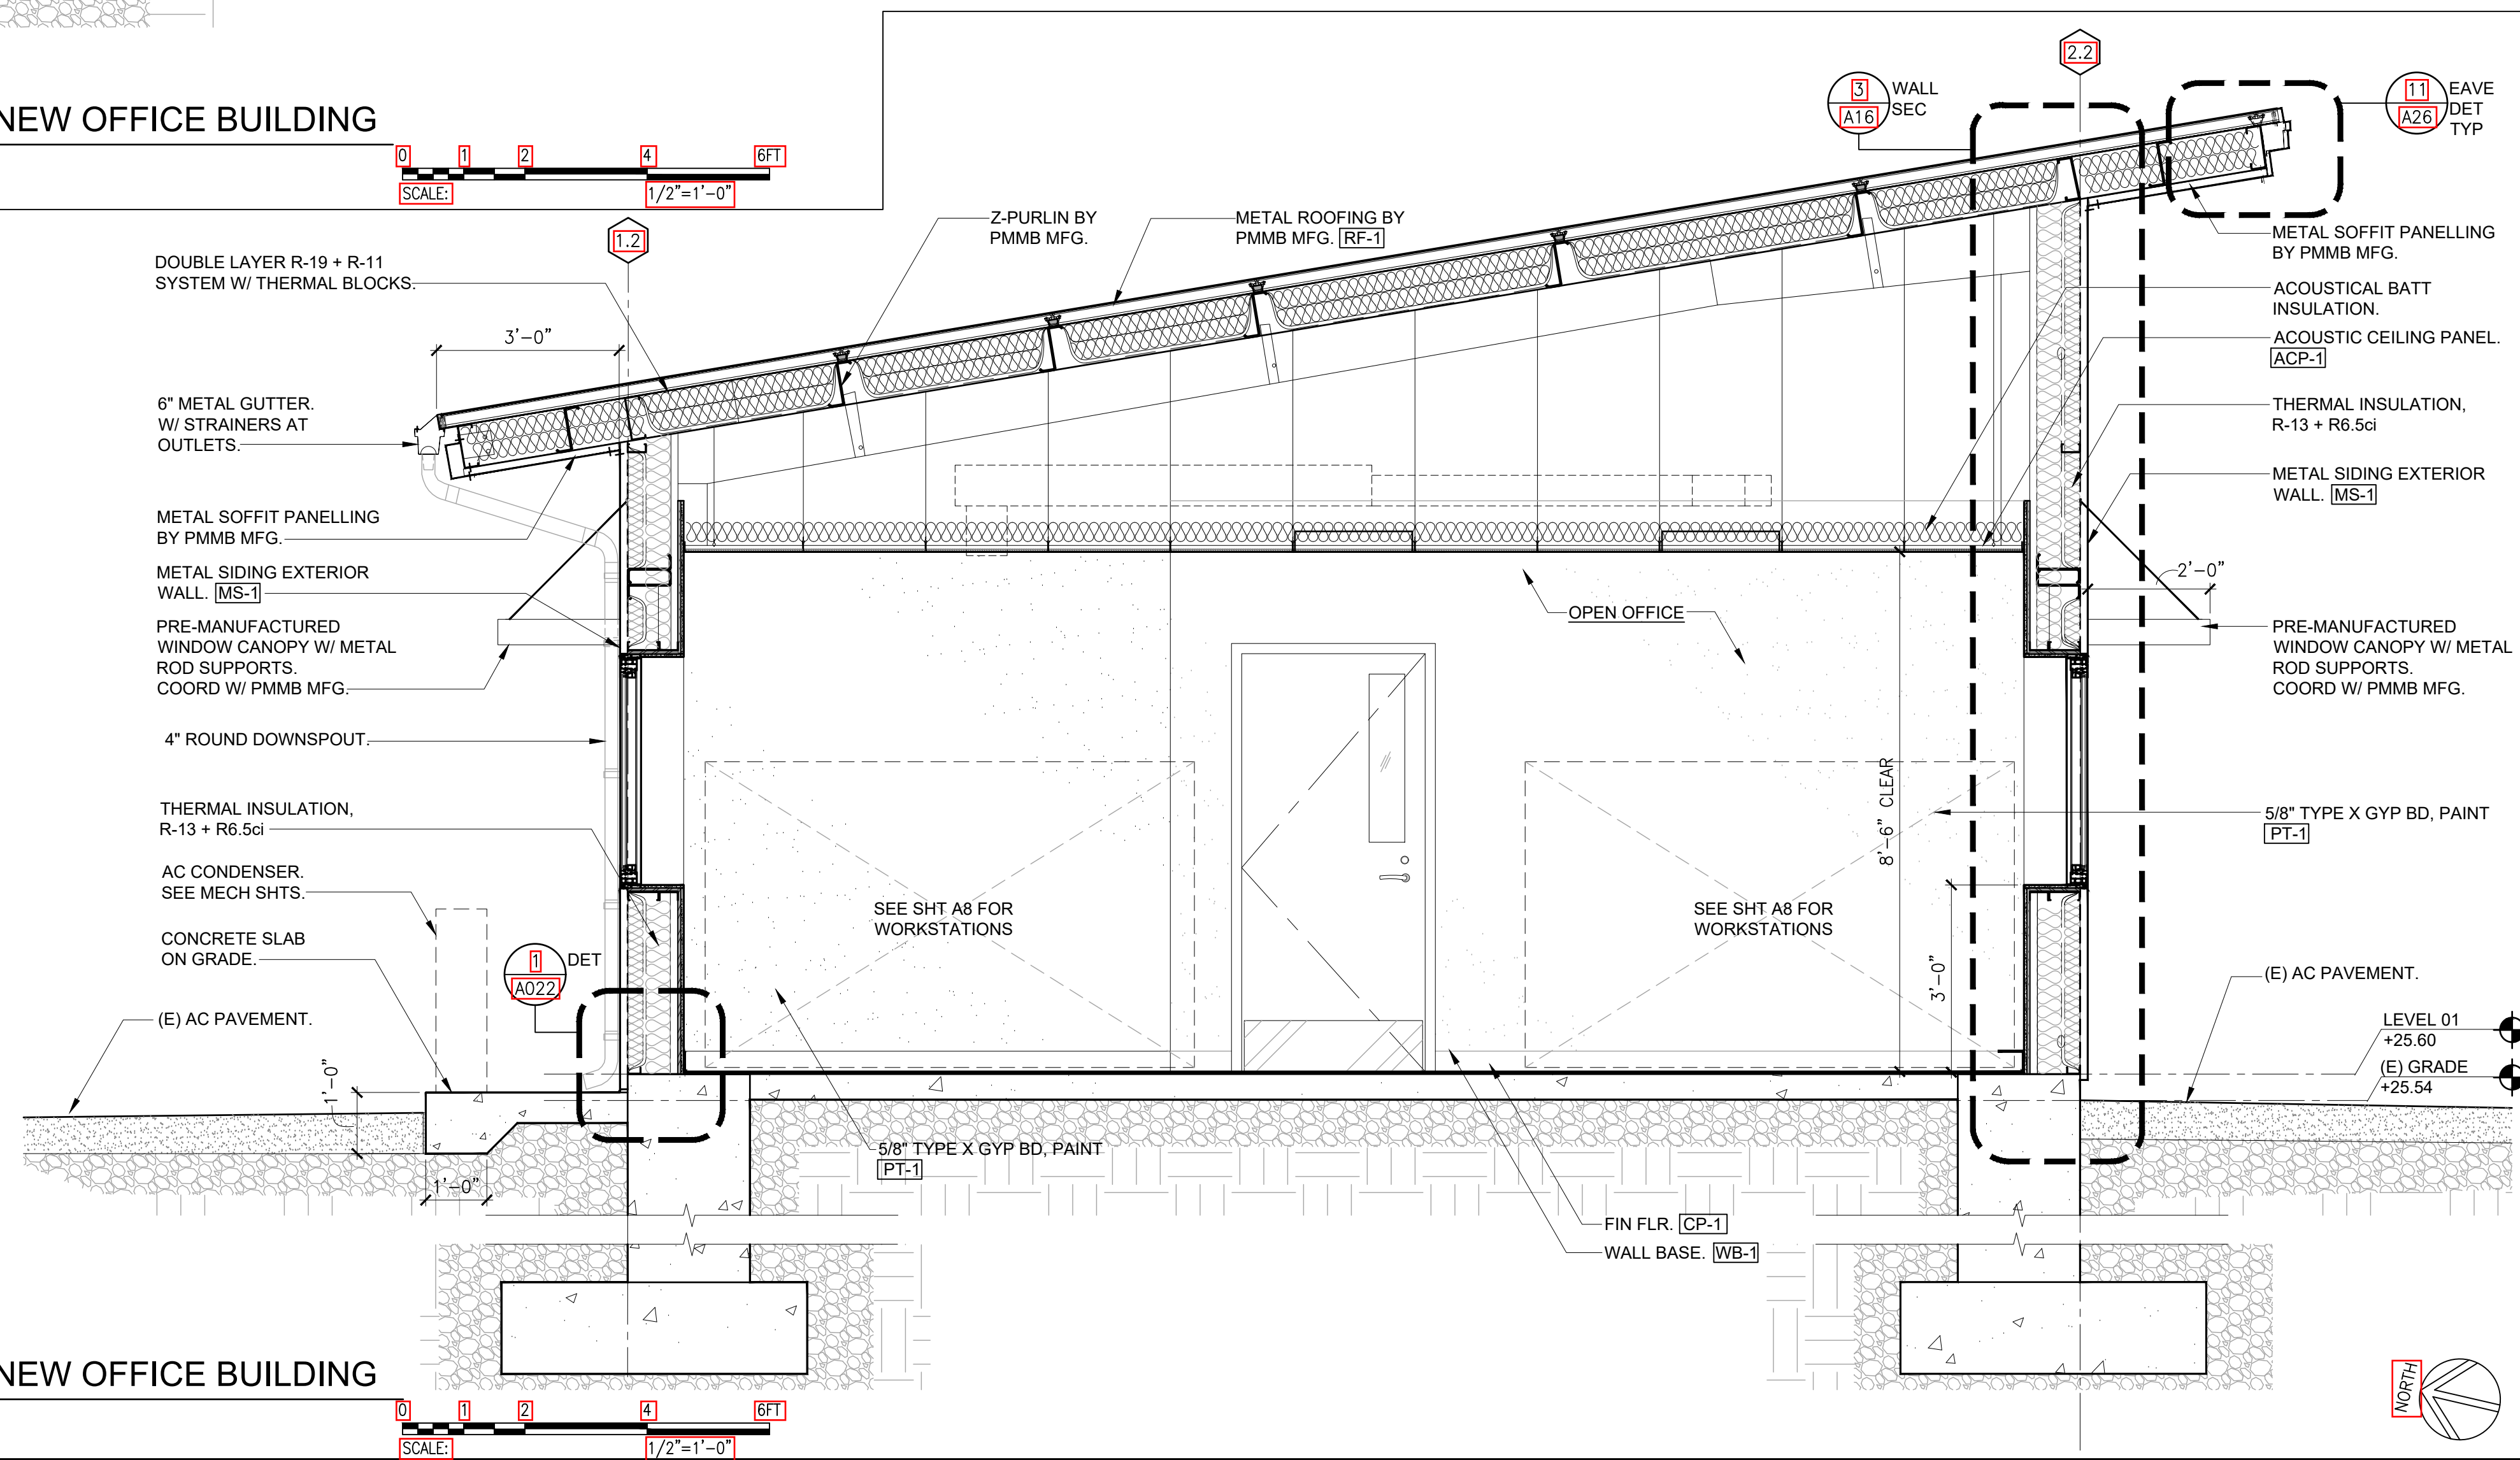 NEW OFFICE BUILDING
0 1 2 4 6FT
SCALE: 1/2"=1'-0"
2.2
3
A16
WALL
SEC
11
A26
EAVE
DET
TYP
1.2
Z-PURLIN BY
PMMB MFG.
METAL ROOFING BY
PMMB MFG. RF-1
DOUBLE LAYER R-19 + R-11
SYSTEM W/ THERMAL BLOCKS.
3'-0"
6" METAL GUTTER.
W/ STRAINERS AT
OUTLETS.
METAL SOFFIT PANELLING
BY PMMB MFG.
METAL SIDING EXTERIOR
WALL. MS-1
PRE-MANUFACTURED
WINDOW CANOPY W/ METAL
ROD SUPPORTS.
COORD W/ PMMB MFG.
4" ROUND DOWNSPOUT.
THERMAL INSULATION,
R-13 + R6.5ci
AC CONDENSER.
SEE MECH SHTS.
CONCRETE SLAB
ON GRADE.
(E) AC PAVEMENT.
1
A022
DET
1'-0"
1'-0"
OPEN OFFICE
SEE SHT A8 FOR
WORKSTATIONS
SEE SHT A8 FOR
WORKSTATIONS
8'-6" CLEAR
3'-0"
5/8" TYPE X GYP BD, PAINT
PT-1
FIN FLR. CP-1
WALL BASE. WB-1
METAL SOFFIT PANELLING
BY PMMB MFG.
ACOUSTICAL BATT
INSULATION.
ACOUSTIC CEILING PANEL.
ACP-1
THERMAL INSULATION,
R-13 + R6.5ci
METAL SIDING EXTERIOR
WALL. MS-1
2'-0"
PRE-MANUFACTURED
WINDOW CANOPY W/ METAL
ROD SUPPORTS.
COORD W/ PMMB MFG.
5/8" TYPE X GYP BD, PAINT
PT-1
(E) AC PAVEMENT.
LEVEL 01
+25.60
(E) GRADE
+25.54
NEW OFFICE BUILDING
0 1 2 4 6FT
SCALE: 1/2"=1'-0"
NORTH